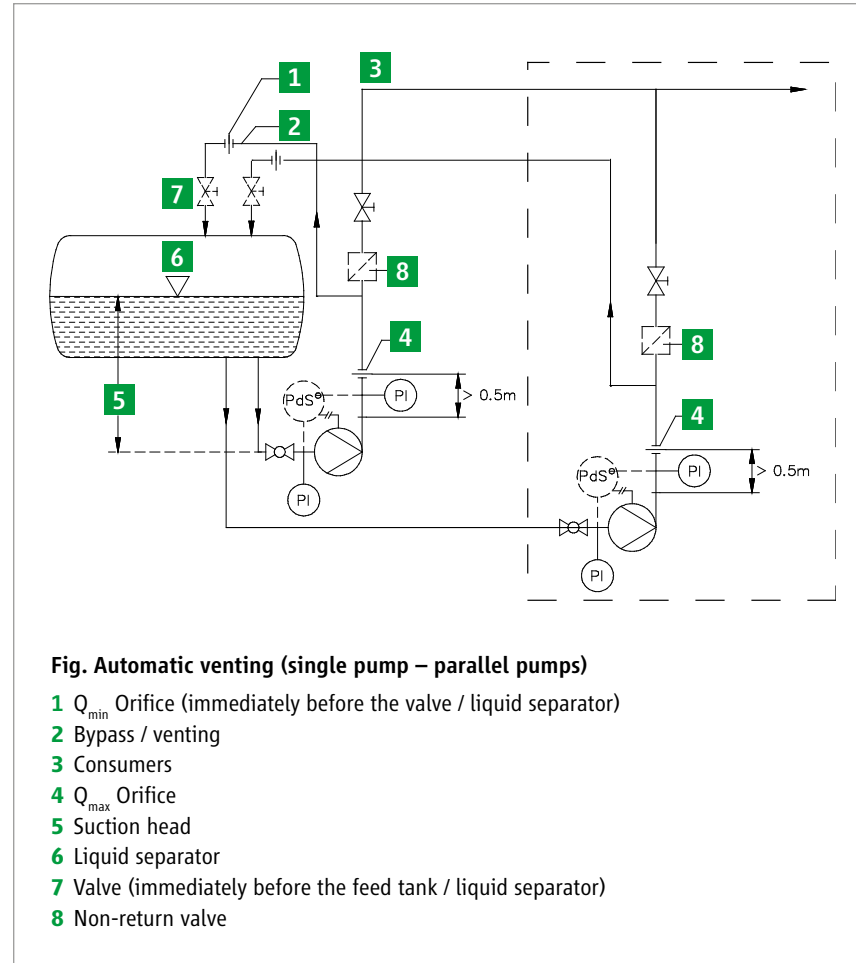 1
3
2
7
6
8
4
8
5
PdS
PI
> 0.5m
4
PI
PdS
PI
> 0.5m
PI
Fig. Automatic venting (single pump – parallel pumps)
1 Qmin Orifice (immediately before the valve / liquid separator)
2 Bypass / venting
3 Consumers
4 Qmax Orifice
5 Suction head
6 Liquid separator
7 Valve (immediately before the feed tank / liquid separator)
8 Non-return valve